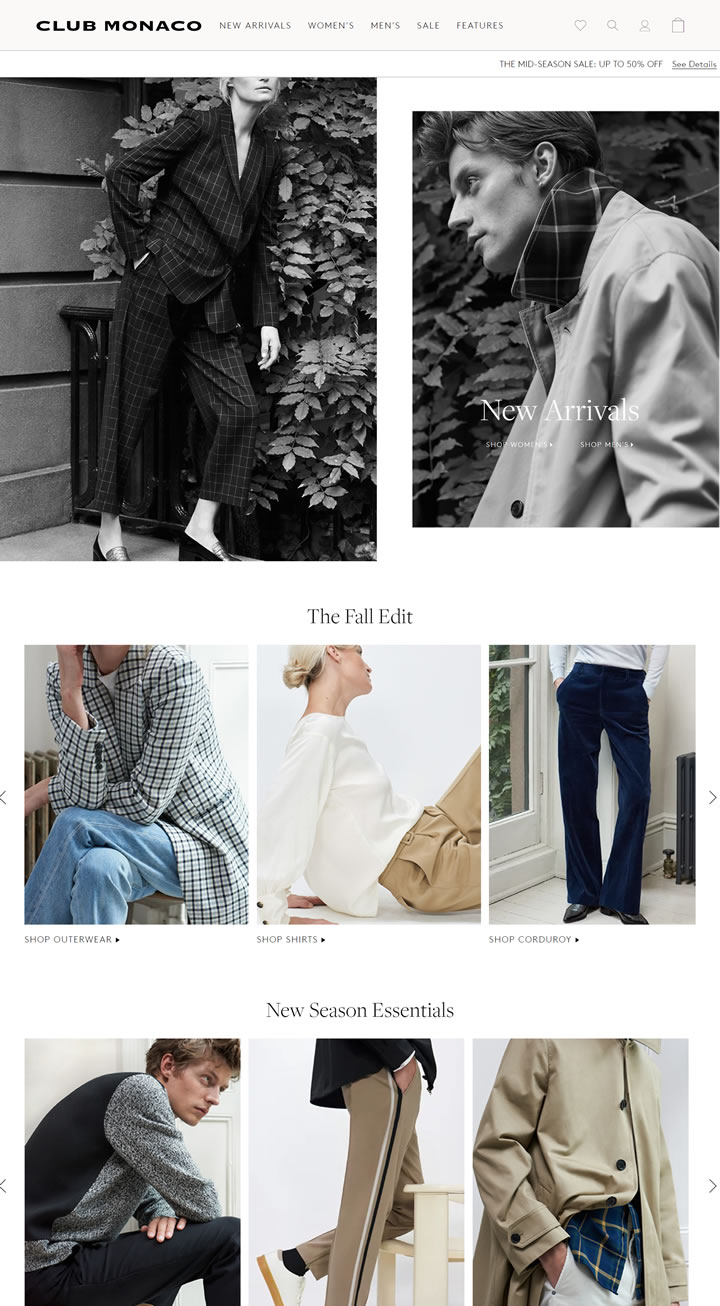 CLUB MONACO
NEW ARRIVALS WOMEN'S MEN'S SALE FEATURES
THE MID-SEASON SALE: UP TO 50% OFF See Details
New Arrivals
SHOP WOMEN'S SHOP MEN'S
The Fall Edit
SHOP OUTERWEAR
SHOP SHIRTS
SHOP CORDUROY
New Season Essentials